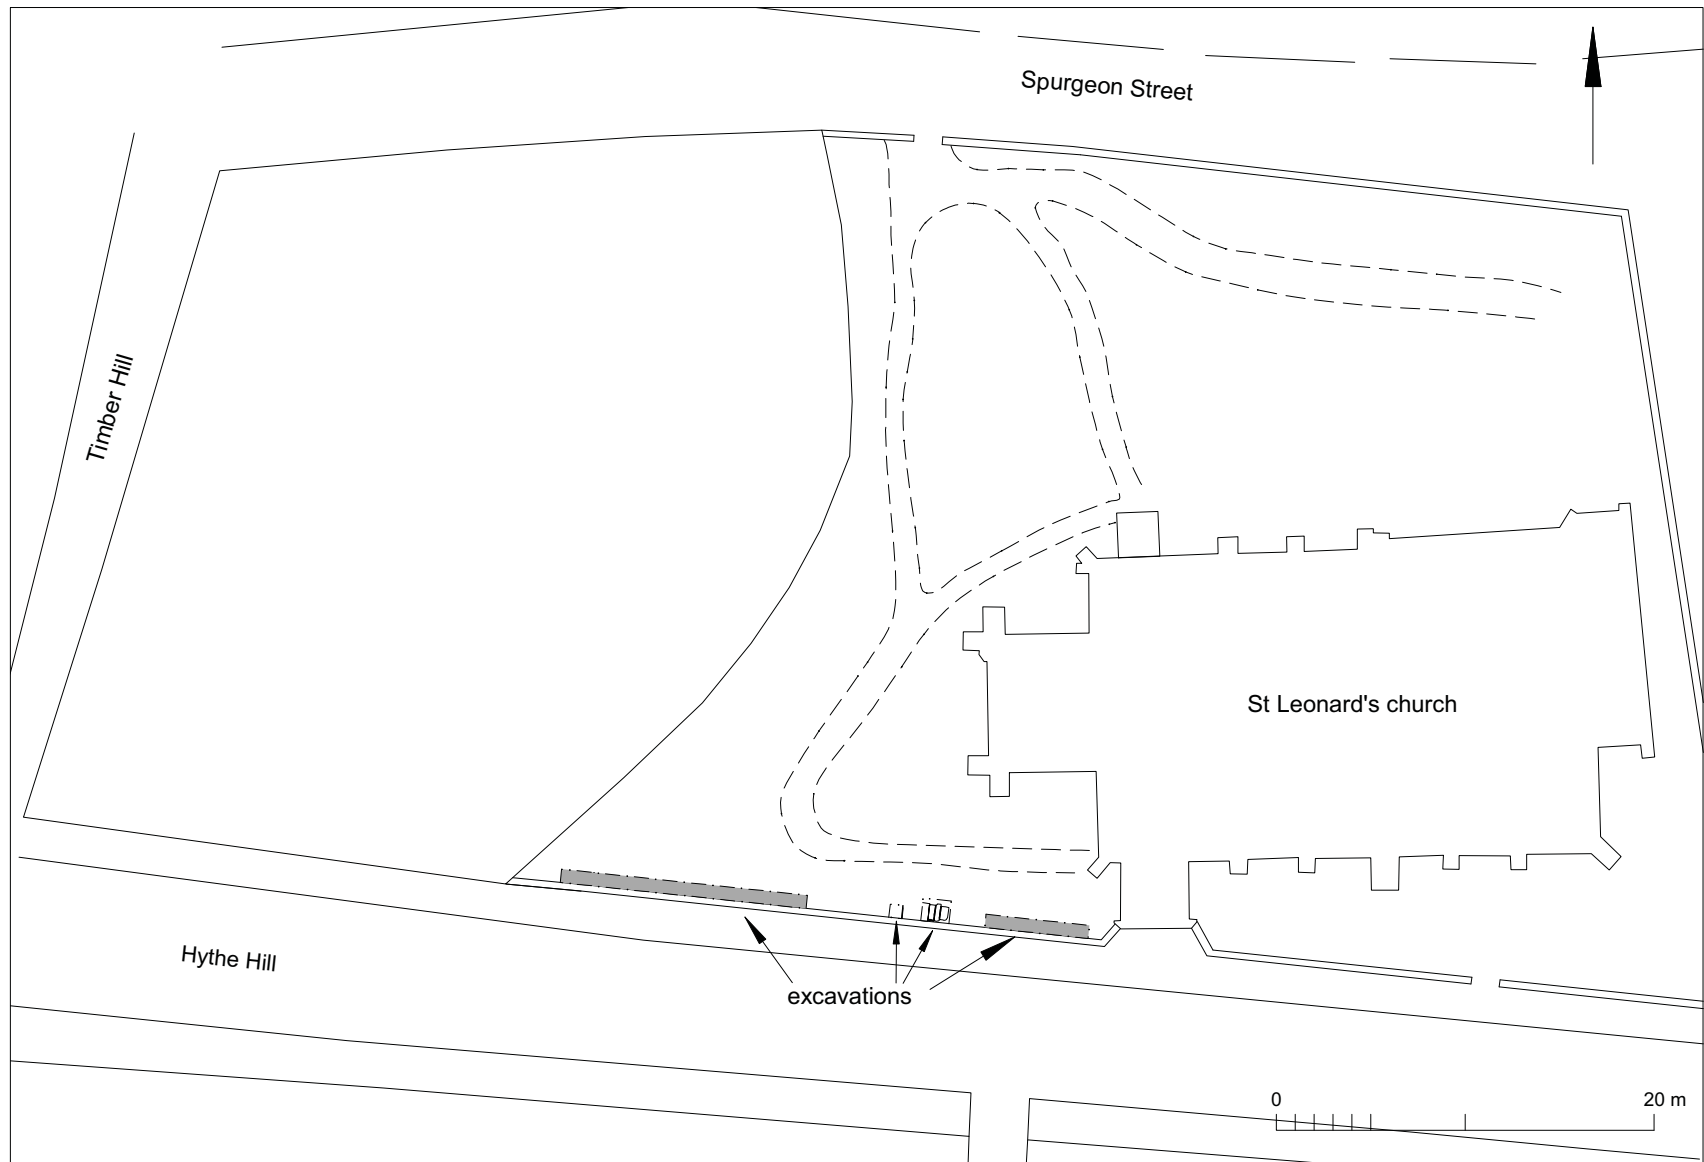 Spurgeon Street
Timber Hill
St Leonard's church
Hythe Hill
excavations
0 20 m